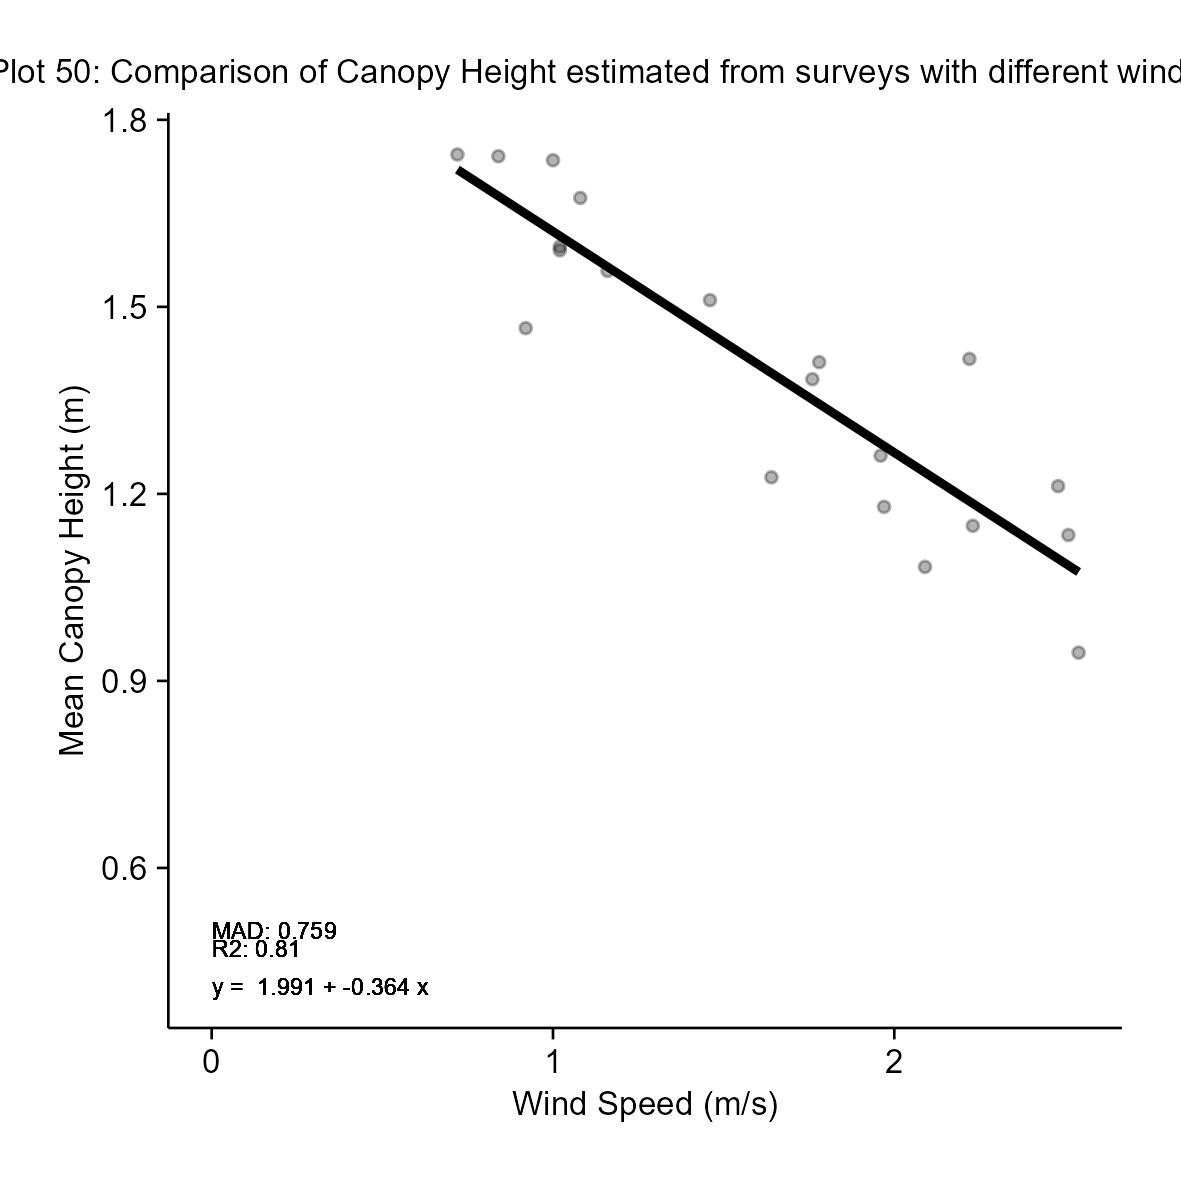 Plot 50: Comparison of Canopy Height estimated from surveys with different wind
1.8
1.5
1.2
0.9
0.6
Mean Canopy Height (m)
MAD: 0.759
R2: 0.81
y = 1.991 + -0.364 x
0 1 2
Wind Speed (m/s)